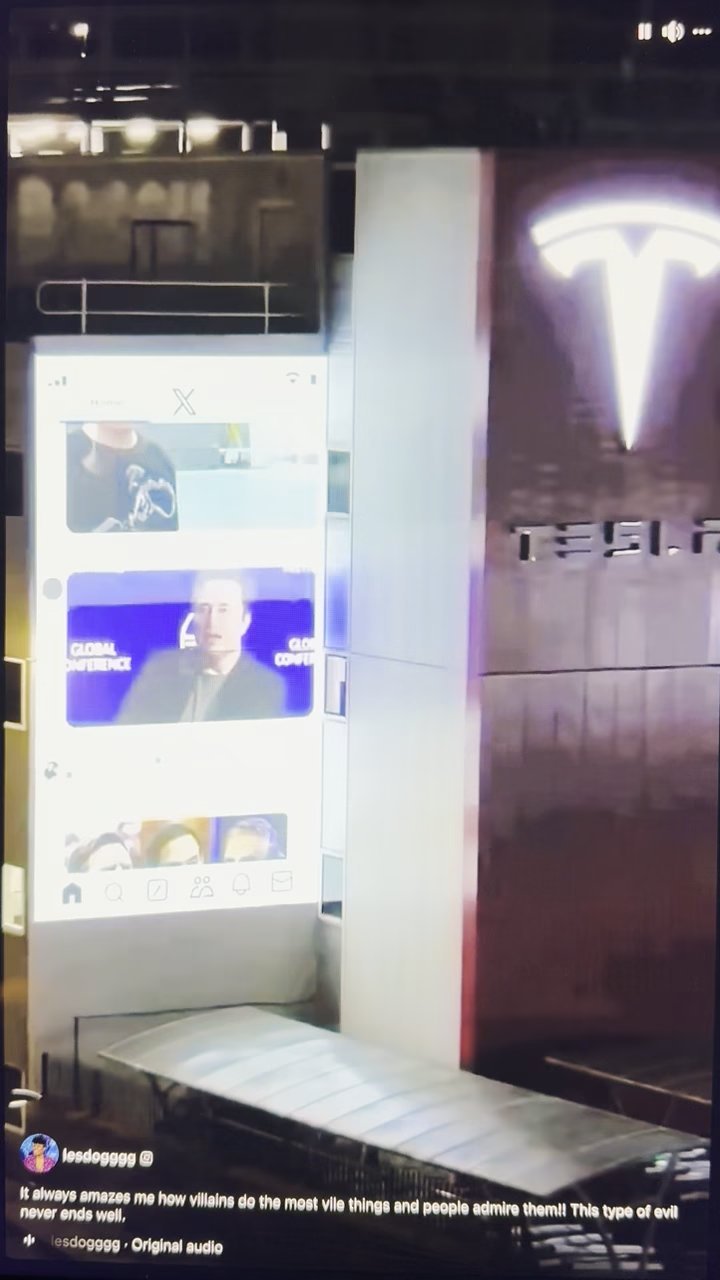 X
TESLA
GLOBAL
CONFERENCE
lesdogggg
It always amazes me how villains do the most vile things and people admire them!! This type of evil
never ends well.
lesdogggg • Original audio